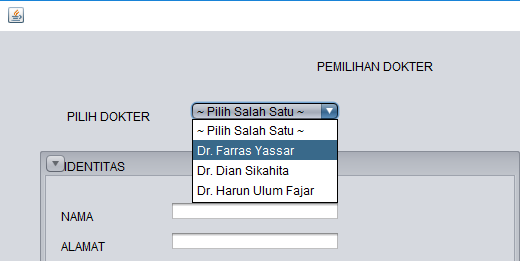 PEMILIHAN DOKTER
PILIH DOKTER
~ Pilih Salah Satu ~
~ Pilih Salah Satu ~
Dr. Farras Yassar
Dr. Dian Sikahita
Dr. Harun Ulum Fajar
IDENTITAS
NAMA
ALAMAT